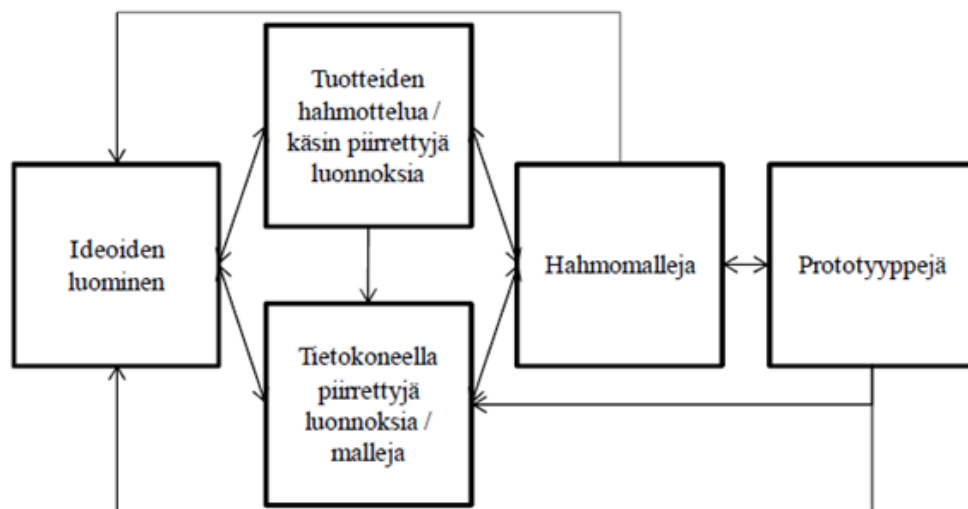 Tuotteiden
hahmottelua /
käsin piirrettyjä
luonnoksia
Ideoiden
luominen
Hahmomalleja
Prototyyppejä
Tietokoneella
piirrettyjä
luonnoksia /
malleja